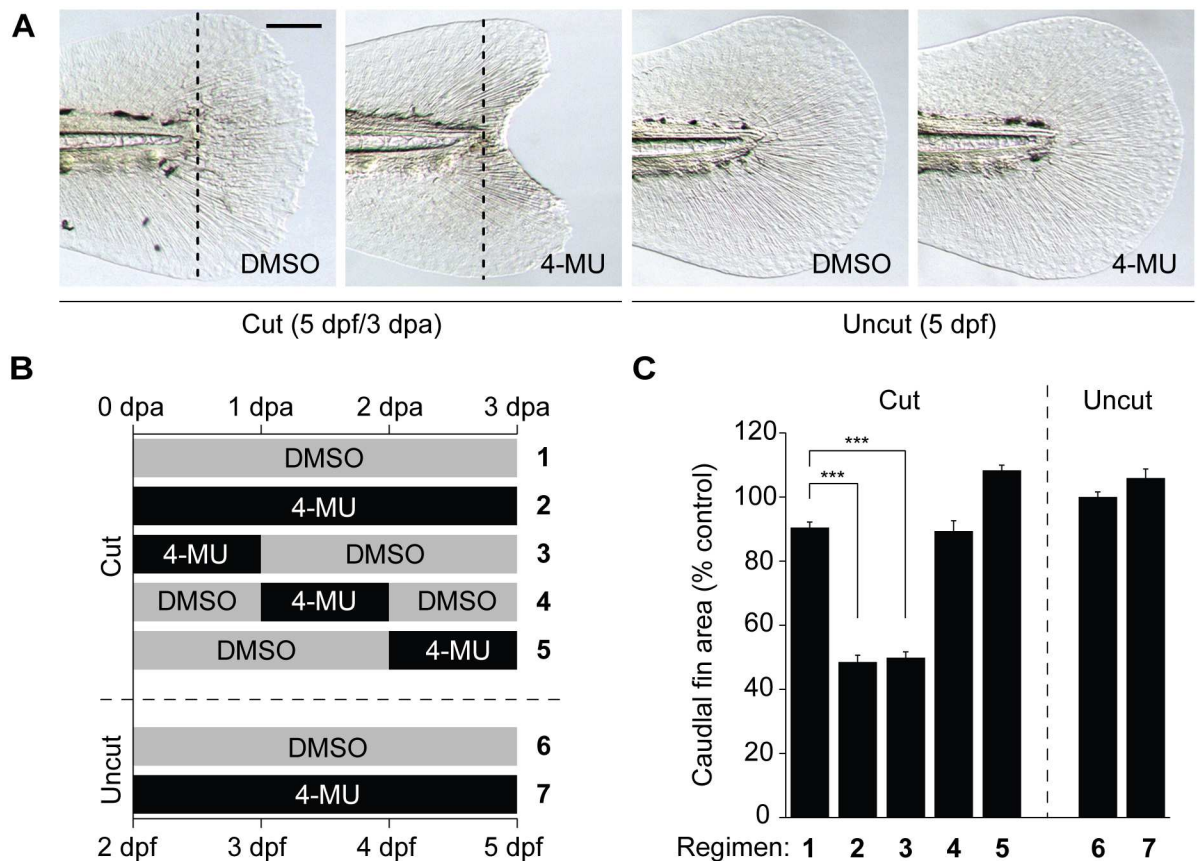 A
DMSO
4-MU
DMSO
4-MU
Cut (5 dpf/3 dpa)
Uncut (5 dpf)
B
0 dpa 1 dpa 2 dpa 3 dpa
Cut
DMSO 1
4-MU 2
4-MU DMSO 3
DMSO 4-MU DMSO 4
DMSO 4-MU 5
Uncut
DMSO 6
4-MU 7
2 dpf 3 dpf 4 dpf 5 dpf
C
Cut Uncut
Caudlal fin area (% control)
120
100
80
60
40
20
0
***
***
Regimen: 1 2 3 4 5 6 7